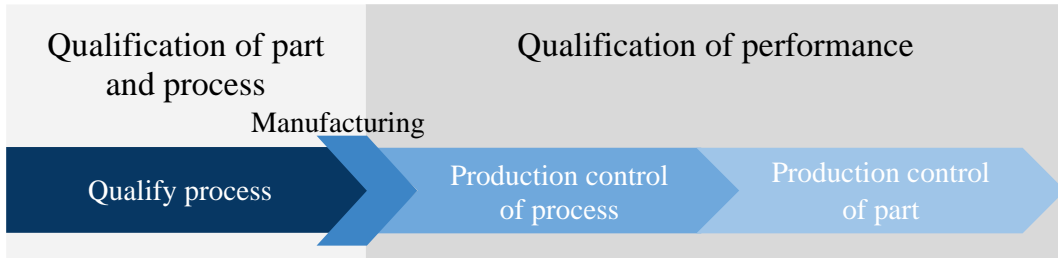 Qualification of part
and process
Qualification of performance
Manufacturing
Qualify process
Production control
of process
Production control
of part